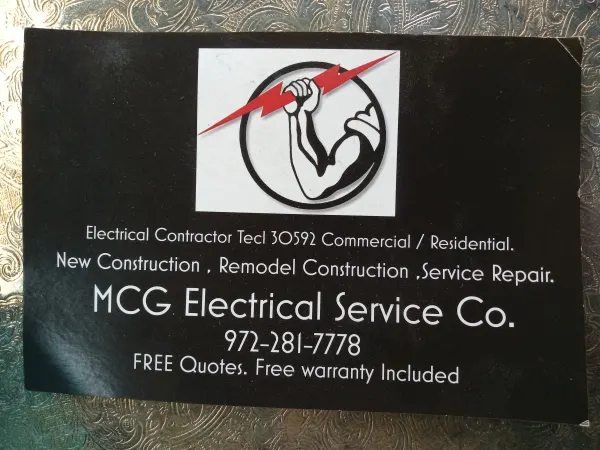 Electrical Contractor Tecl 30592 Commercial / Residential.
New Construction , Remodel Construction ,Service Repair.
MCG Electrical Service Co.
972-281-7778
FREE Quotes. Free warranty Included